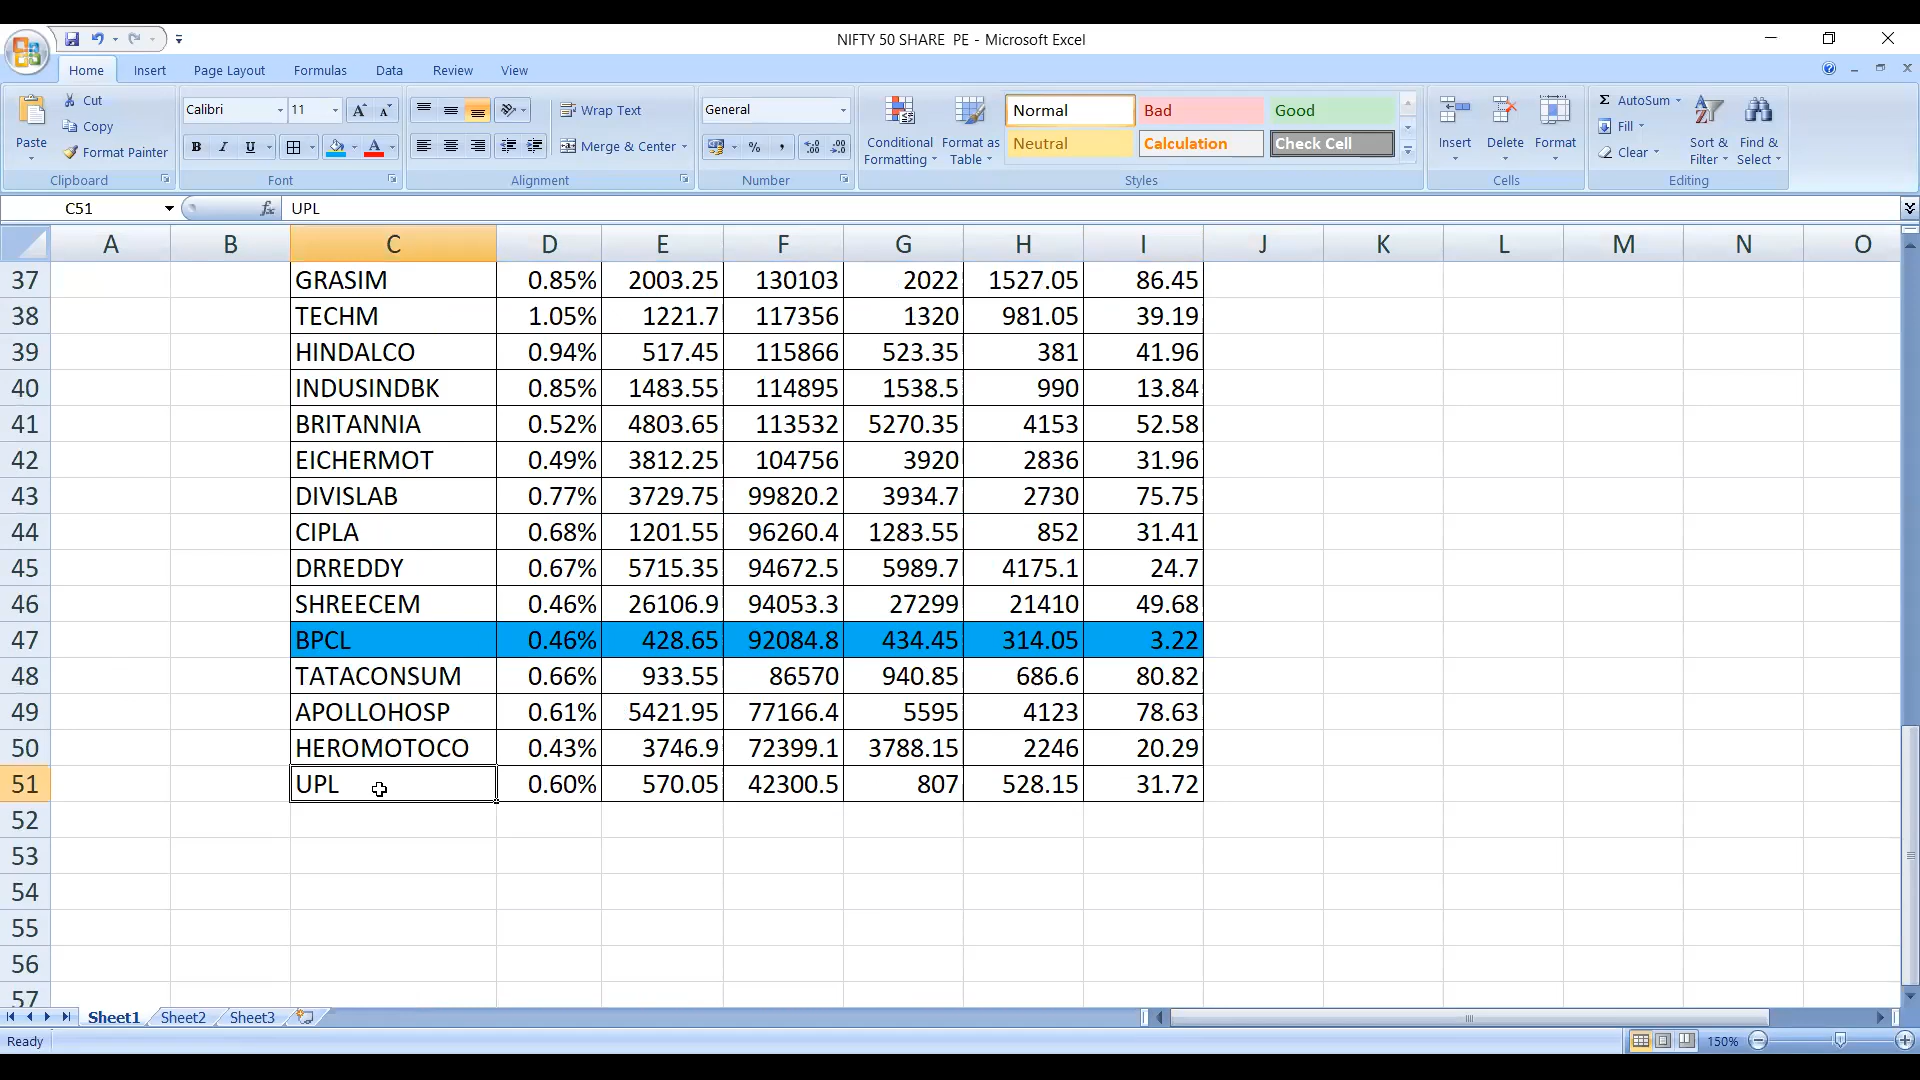 NIFTY 50 SHARE PE - Microsoft Excel
Home Insert Page Layout Formulas Data Review View
Paste Cut Copy Format Painter Clipboard
Calibri 11 B I U Font
Wrap Text Merge & Center Alignment
General % , Number
Conditional Formatting Format as Table Normal Bad Good Neutral Calculation Check Cell Styles
Insert Delete Format Cells
Σ AutoSum Fill Clear Sort & Filter Find & Select Editing
C51 fx UPL
A B C D E F G H I J K L M N O
37 GRASIM 0.85% 2003.25 130103 2022 1527.05 86.45
38 TECHM 1.05% 1221.7 117356 1320 981.05 39.19
39 HINDALCO 0.94% 517.45 115866 523.35 381 41.96
40 INDUSINDBK 0.85% 1483.55 114895 1538.5 990 13.84
41 BRITANNIA 0.52% 4803.65 113532 5270.35 4153 52.58
42 EICHERMOT 0.49% 3812.25 104756 3920 2836 31.96
43 DIVISLAB 0.77% 3729.75 99820.2 3934.7 2730 75.75
44 CIPLA 0.68% 1201.55 96260.4 1283.55 852 31.41
45 DRREDDY 0.67% 5715.35 94672.5 5989.7 4175.1 24.7
46 SHREECEM 0.46% 26106.9 94053.3 27299 21410 49.68
47 BPCL 0.46% 428.65 92084.8 434.45 314.05 3.22
48 TATACONSUM 0.66% 933.55 86570 940.85 686.6 80.82
49 APOLLOHOSP 0.61% 5421.95 77166.4 5595 4123 78.63
50 HEROMOTOCO 0.43% 3746.9 72399.1 3788.15 2246 20.29
51 UPL 0.60% 570.05 42300.5 807 528.15 31.72
52
53
54
55
56
57
Sheet1 Sheet2 Sheet3
Ready 150%